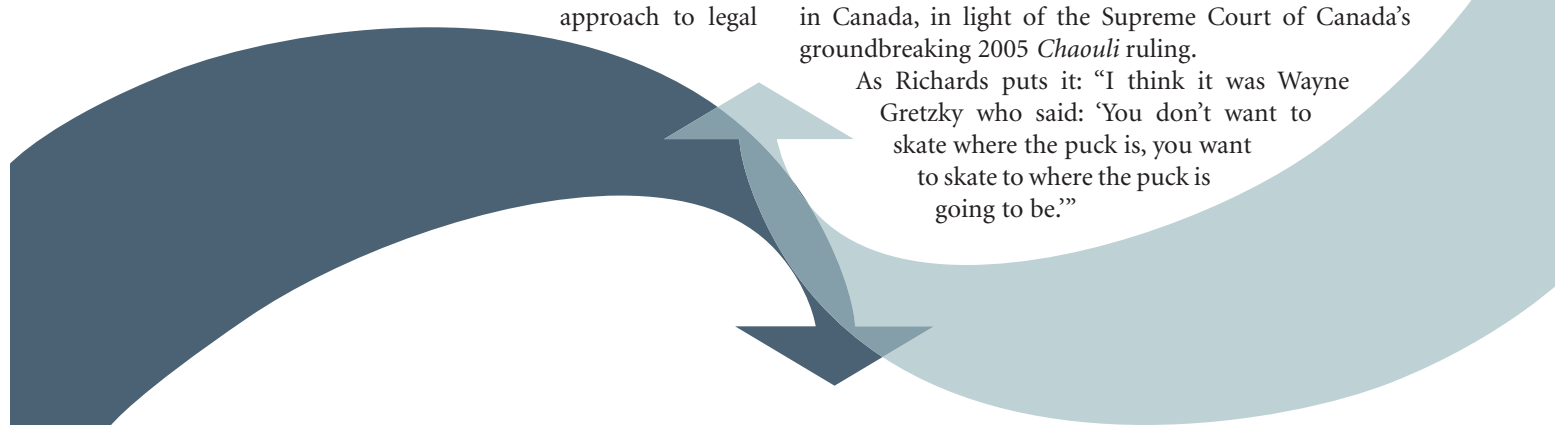 approach to legal
in Canada, in light of the Supreme Court of Canada’s
groundbreaking 2005 Chaouli ruling.
As Richards puts it: “I think it was Wayne
Gretzky who said: ‘You don’t want to
skate where the puck is, you want
to skate to where the puck is
going to be.’”